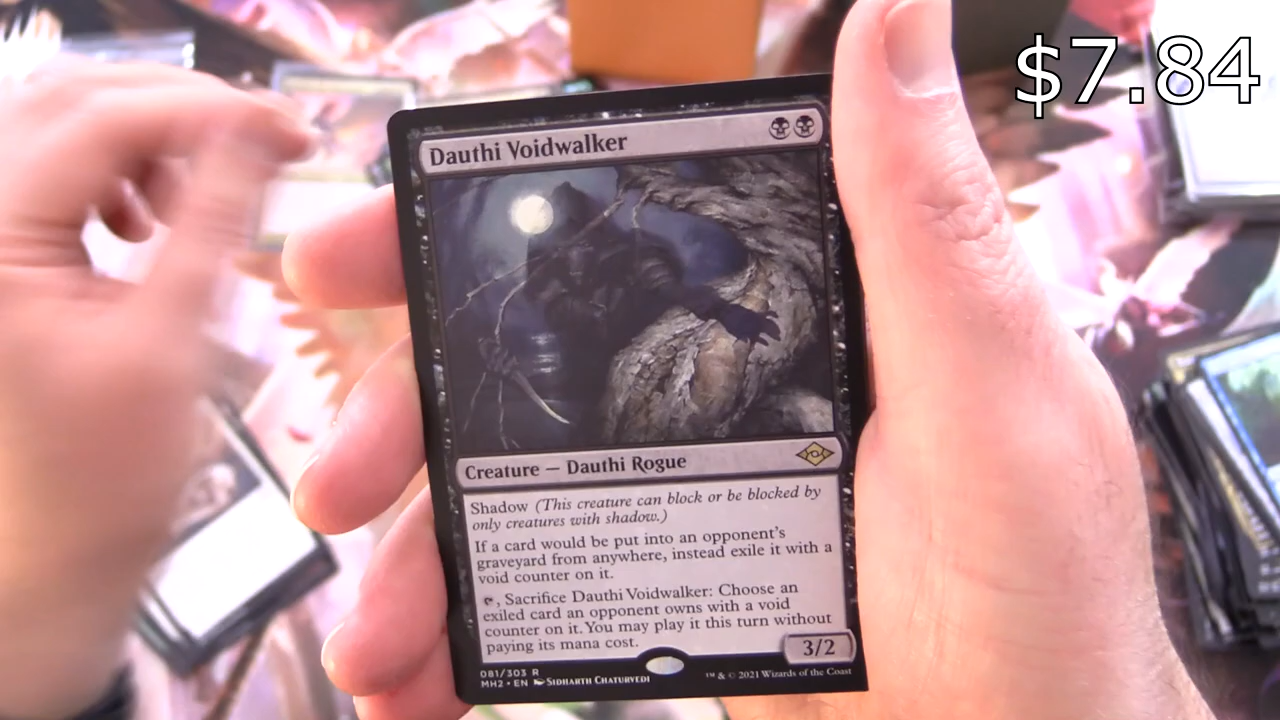 $7.84
Dauthi Voidwalker
Creature — Dauthi Rogue
Shadow (This creature can block or be blocked by
only creatures with shadow.)
If a card would be put into an opponent's
graveyard from anywhere, instead exile it with a
void counter on it.
, Sacrifice Dauthi Voidwalker: Choose an
exiled card an opponent owns with a void
counter on it. You may play it this turn without
paying its mana cost.
3/2
081/303 R
MH2 • EN Sidharth Chaturvedi
™ & © 2021 Wizards of the Coast